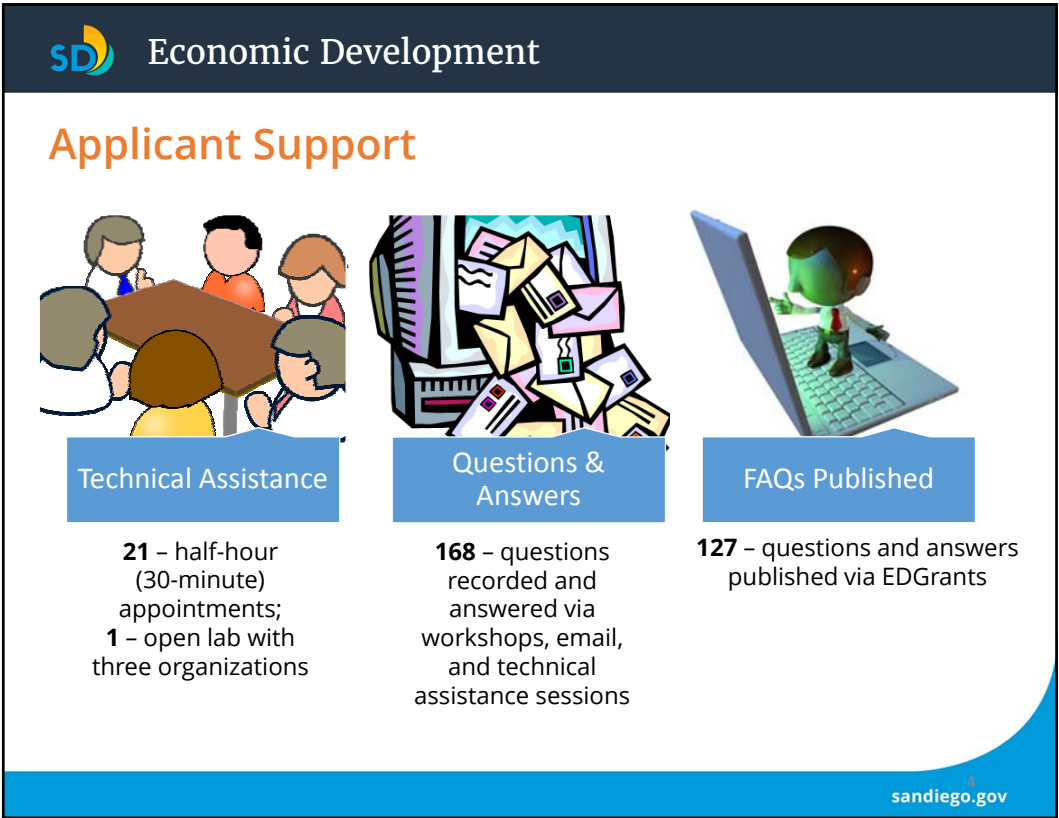 SD
Economic Development
Applicant Support
Technical Assistance
21 – half-hour
(30-minute)
appointments;
1 – open lab with
three organizations
Questions &
Answers
168 – questions
recorded and
answered via
workshops, email,
and technical
assistance sessions
FAQs Published
127 – questions and answers
published via EDGrants
4
sandiego.gov